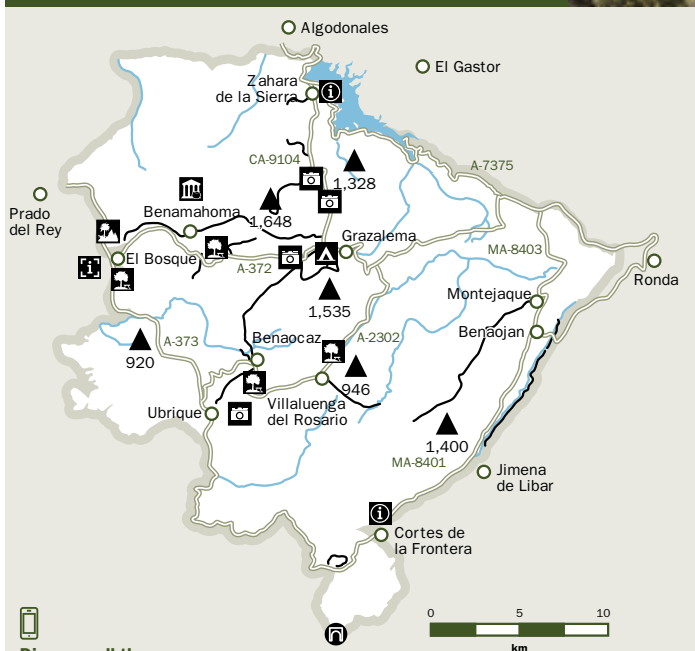 Algodonales
El Gastor
Zahara
de la Sierra
CA-9104
1,328
A-7375
1,648
Prado
del Rey
Benamahoma
Grazalema
MA-8403
El Bosque
A-372
Ronda
Montejaque
1,535
Benaojan
A-373
Benaocaz
A-2302
920
946
Ubrique
Villaluenga
del Rosario
1,400
MA-8401
Jimena
de Libar
Cortes de
la Frontera
0 5 10
km